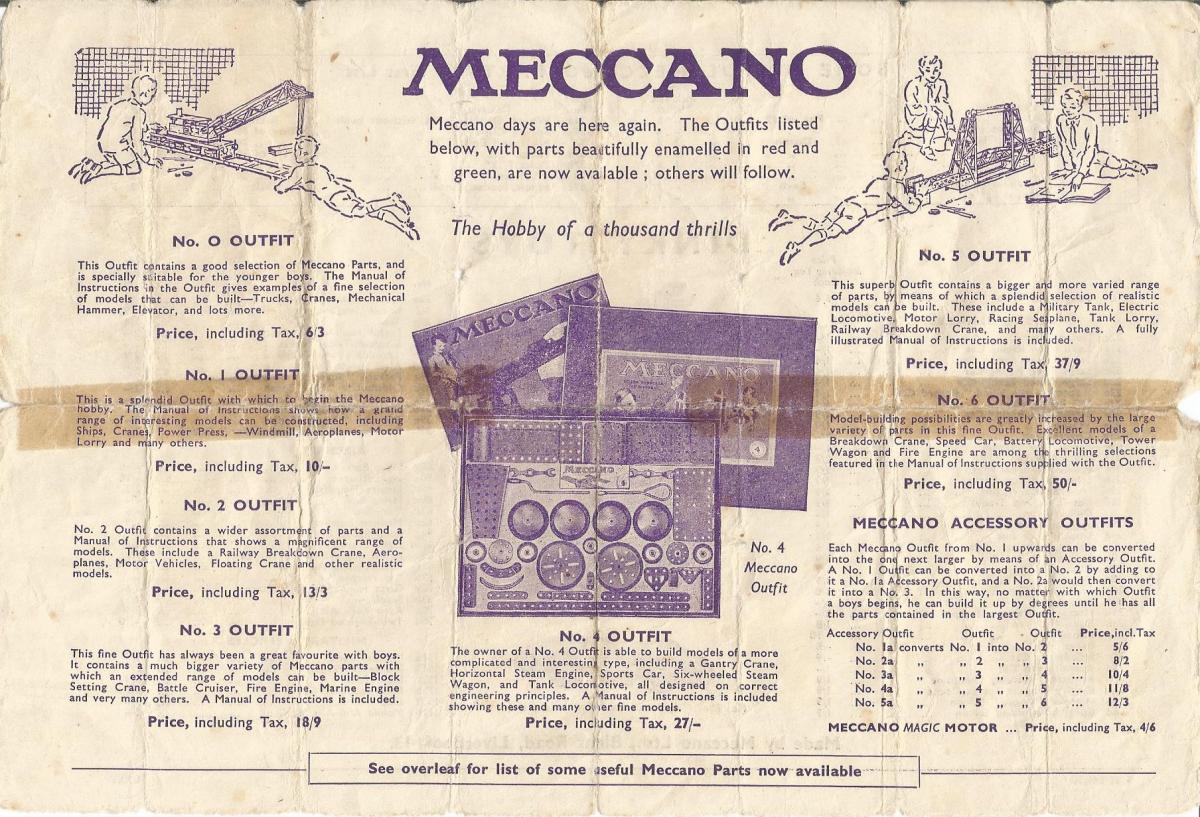 MECCANO
Meccano days are here again. The Outfits listed
below, with parts beautifully enamelled in red and
green, are now available ; others will follow.
The Hobby of a thousand thrills
No. O OUTFIT
This Outfit contains a good selection of Meccano Parts, and
is specially suitable for the younger boys. The Manual of
Instructions in the Outfit gives examples of a fine selection
of models that can be built—Trucks, Cranes, Mechanical
Hammer, Elevator, and lots more.
Price, including Tax, 6/3
No. 1 OUTFIT
This is a splendid Outfit with which to begin the Meccano
hobby. The Manual of Instructions shows how a grand
range of interesting models can be constructed, including
Ships, Cranes, Power Press, —Windmill, Aeroplanes, Motor
Lorry and many others.
Price, including Tax, 10/-
No. 2 OUTFIT
No. 2 Outfit contains a wider assortment of parts and a
Manual of Instructions that shows a magnificent range of
models. These include a Railway Breakdown Crane, Aero-
planes, Motor Vehicles, Floating Crane and other realistic
models.
Price, including Tax, 13/3
No. 3 OUTFIT
This fine Outfit has always been a great favourite with boys.
It contains a much bigger variety of Meccano parts with
which an extended range of models can be built—Block
Setting Crane, Battle Cruiser, Fire Engine, Marine Engine
and very many others. A Manual of Instructions is included.
Price, including Tax, 18/9
MECCANO
MECCANO
MECCANO
4
No. 4
Meccano
Outfit
No. 4 OUTFIT
The owner of a No. 4 Outfit is able to build models of a more
complicated and interesting type, including a Gantry Crane,
Horizontal Steam Engine, Sports Car, Six-wheeled Steam
Wagon, and Tank Locomotive, all designed on correct
engineering principles. A Manual of Instructions is included
showing these and many other fine models.
Price, including Tax, 27/-
No. 5 OUTFIT
This superb Outfit contains a bigger and more varied range
of parts, by means of which a splendid selection of realistic
models can be built. These include a Military Tank, Electric
Locomotive, Motor Lorry, Racing Seaplane, Tank Lorry,
Railway Breakdown Crane, and many others. A fully
illustrated Manual of Instructions is included.
Price, including Tax, 37/9
No. 6 OUTFIT
Model-building possibilities are greatly increased by the large
variety of parts in this fine Outfit. Excellent models of a
Breakdown Crane, Speed Car, Battery Locomotive, Tower
Wagon and Fire Engine are among the thrilling selections
featured in the Manual of Instructions supplied with the Outfit.
Price, including Tax, 50/-
MECCANO ACCESSORY OUTFITS
Each Meccano Outfit from No. 1 upwards can be converted
into the one next larger by means of an Accessory Outfit.
A No. 1 Outfit can be converted into a No. 2 by adding to
it a No. 1a Accessory Outfit, and a No. 2a would then convert
it into a No. 3. In this way, no matter with which Outfit
a boys begins, he can build it up by degrees until he has all
the parts contained in the largest Outfit.
Accessory Outfit Outfit Outfit Price, incl. Tax
No. 1a converts No. 1 into No. 2 ... 5/6
No. 2a „ „ 2 „ „ 3 ... 8/2
No. 3a „ „ 3 „ „ 4 ... 10/4
No. 4a „ „ 4 „ „ 5 ... 11/8
No. 5a „ „ 5 „ „ 6 ... 12/3
MECCANO MAGIC MOTOR ... Price, including Tax, 4/6
See overleaf for list of some useful Meccano Parts now available